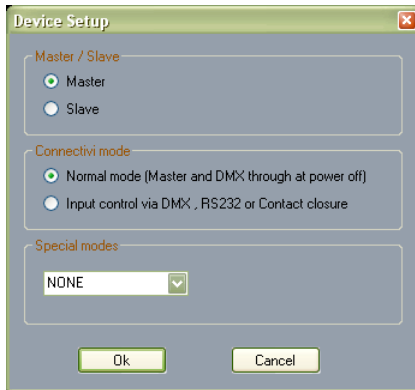 Device Setup
Master / Slave
Master
Slave
Connectivi mode
Normal mode (Master and DMX through at power off)
Input control via DMX , RS232 or Contact closure
Special modes
NONE
Ok
Cancel